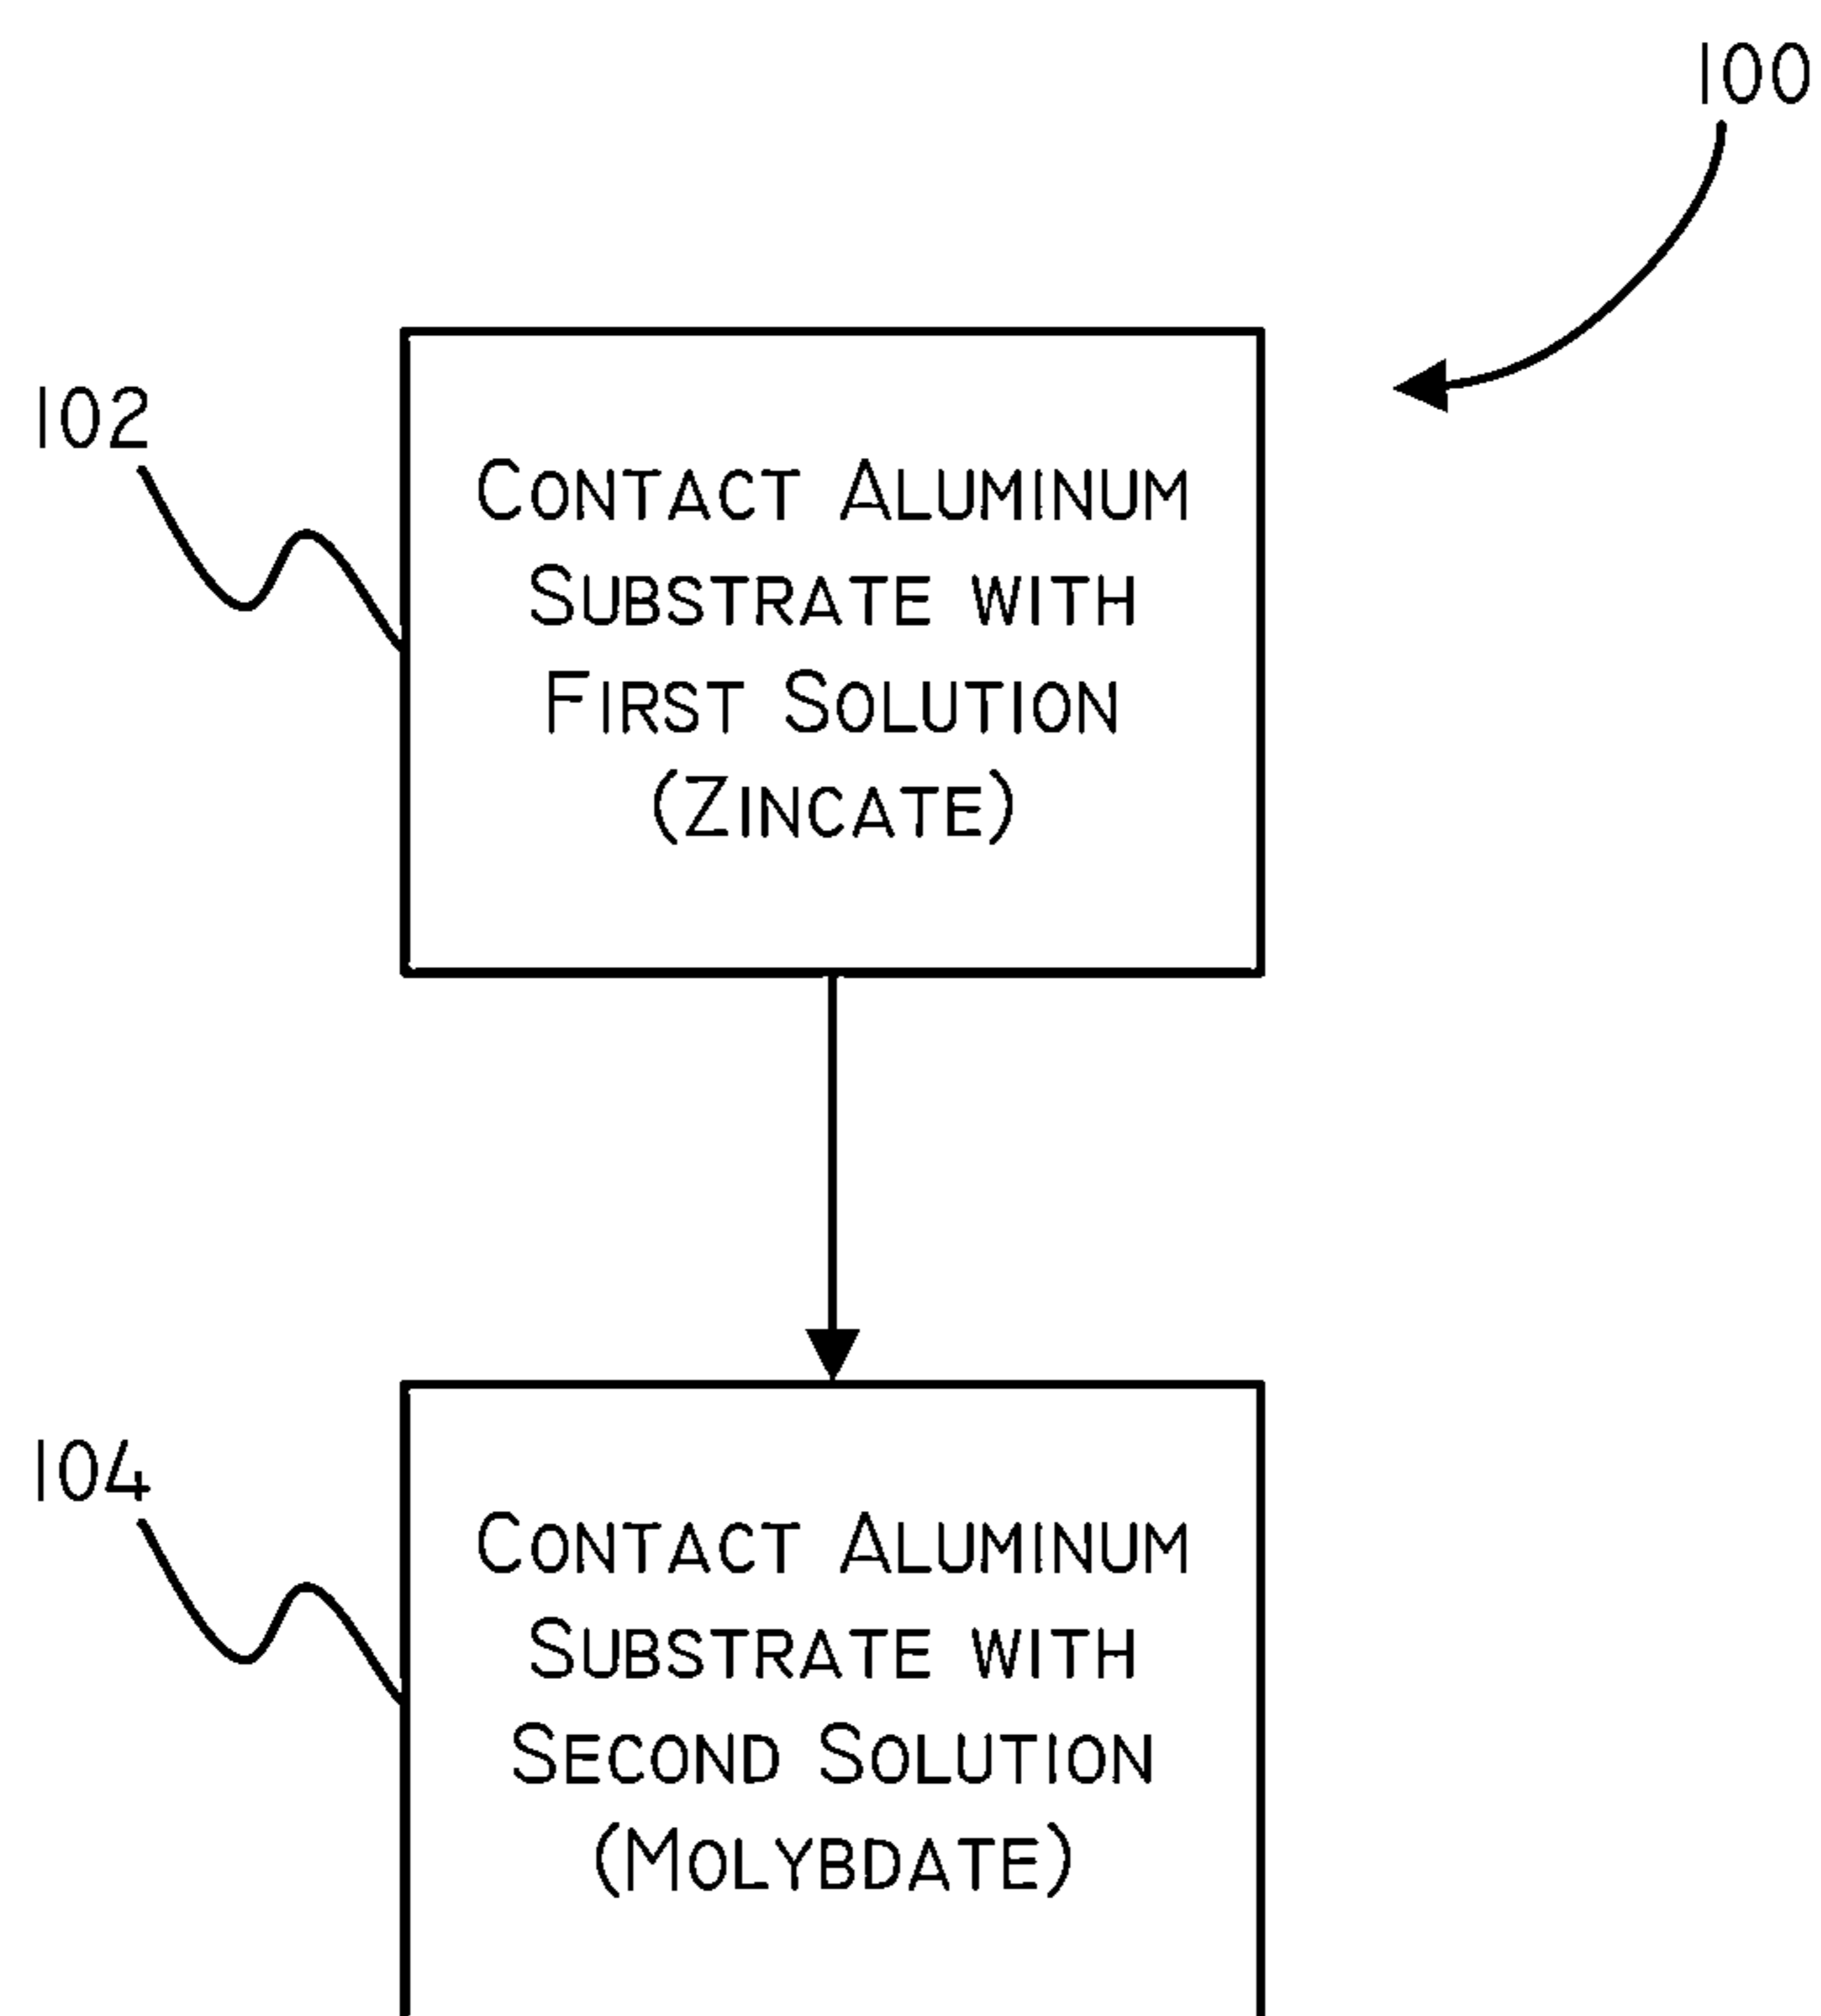 100
102
CONTACT ALUMINUM
SUBSTRATE WITH
FIRST SOLUTION
(ZINCATE)
104
CONTACT ALUMINUM
SUBSTRATE WITH
SECOND SOLUTION
(MOLYBDATE)